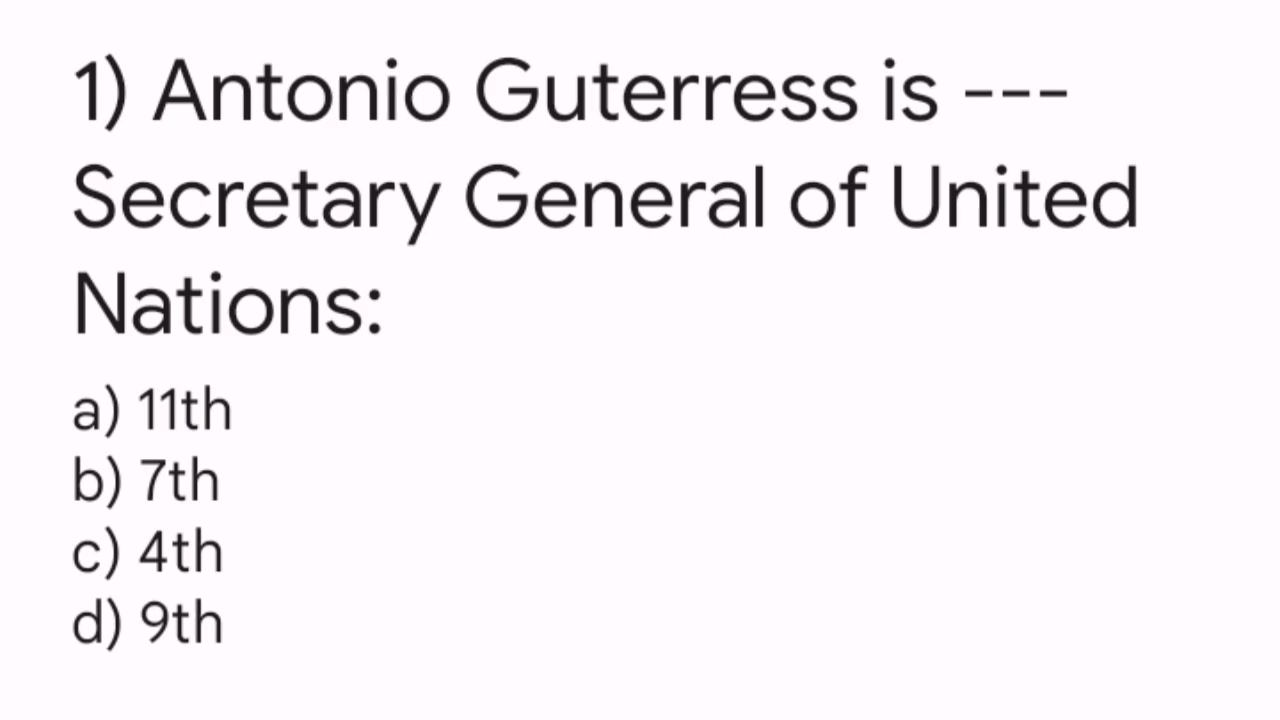 1) Antonio Guterress is ---
Secretary General of United
Nations:
a) 11th
b) 7th
c) 4th
d) 9th